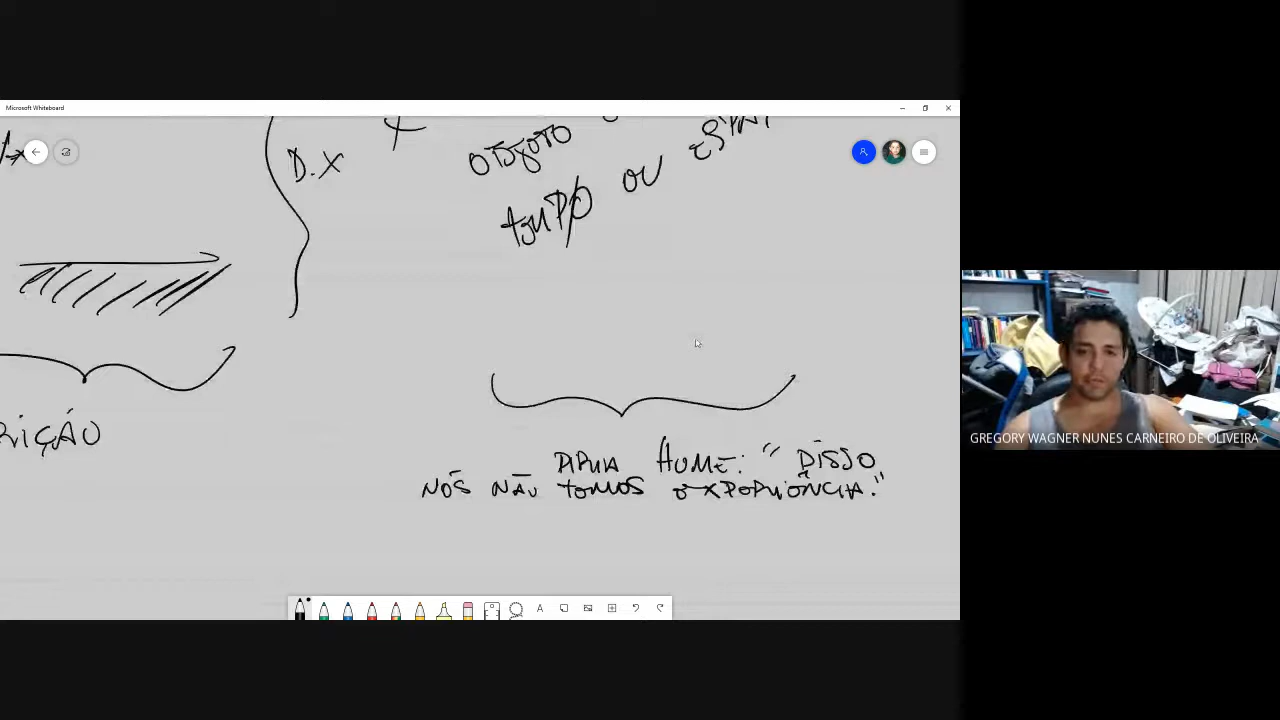 Microsoft Whiteboard
D.X
OBJETO
TEMPO OU
RIÇÃO
DIRIA HUME: “DISSO
NÓS NÃO TEMOS EXPERIÊNCIA.”
A
GREGORY WAGNER NUNES CARNEIRO DE OLIVEIRA